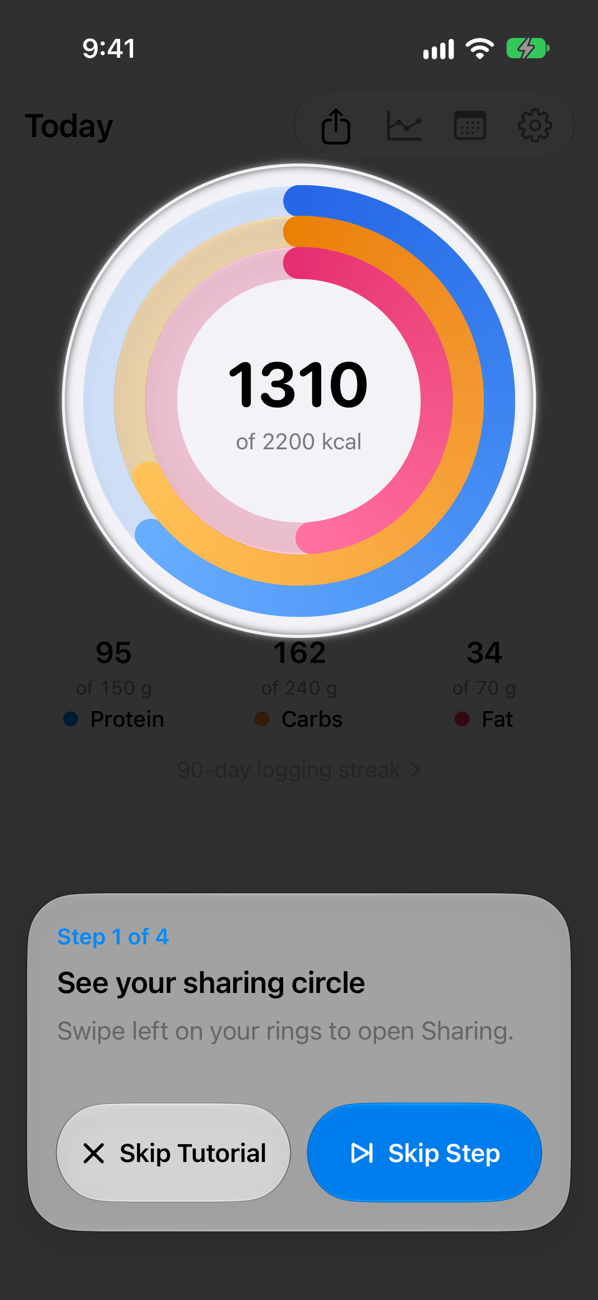 9:41
Today
1310
of 2200 kcal
95
162
34
of 150 g
of 240 g
of 70 g
Protein
Carbs
Fat
90-day logging streak
Step 1 of 4
See your sharing circle
Swipe left on your rings to open Sharing.
Skip Tutorial
Skip Step